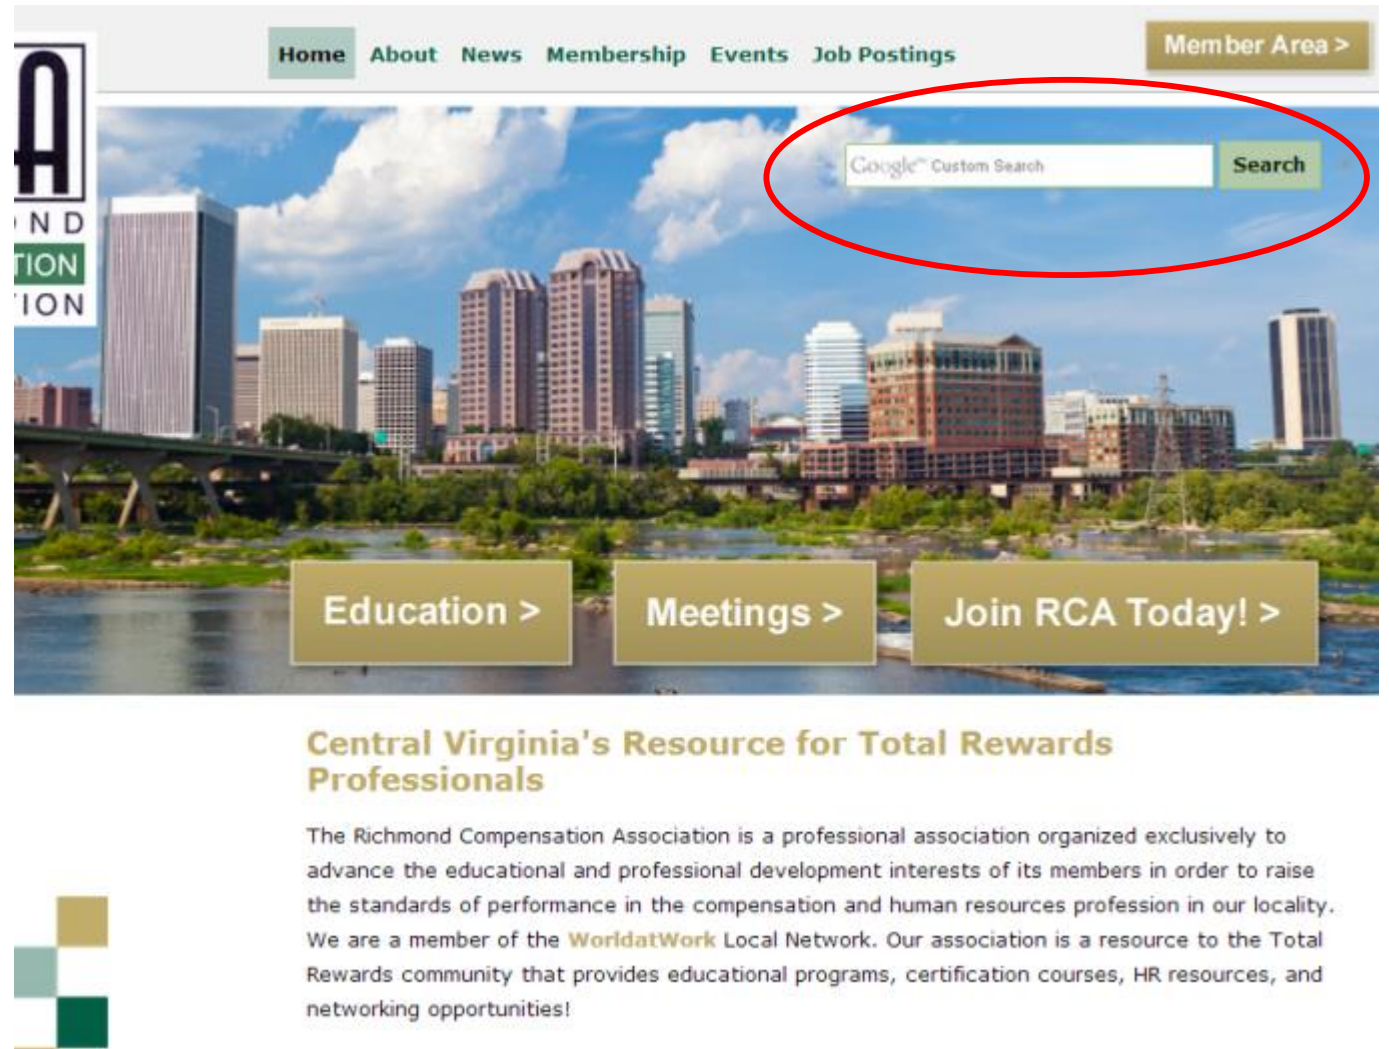 Home About News Membership Events Job Postings
Member Area >
A
OND
TION
TION
Google™ Custom Search
Search
Education >
Meetings >
Join RCA Today! >
Central Virginia's Resource for Total Rewards
Professionals
The Richmond Compensation Association is a professional association organized exclusively to
advance the educational and professional development interests of its members in order to raise
the standards of performance in the compensation and human resources profession in our locality.
We are a member of the WorldatWork Local Network. Our association is a resource to the Total
Rewards community that provides educational programs, certification courses, HR resources, and
networking opportunities!